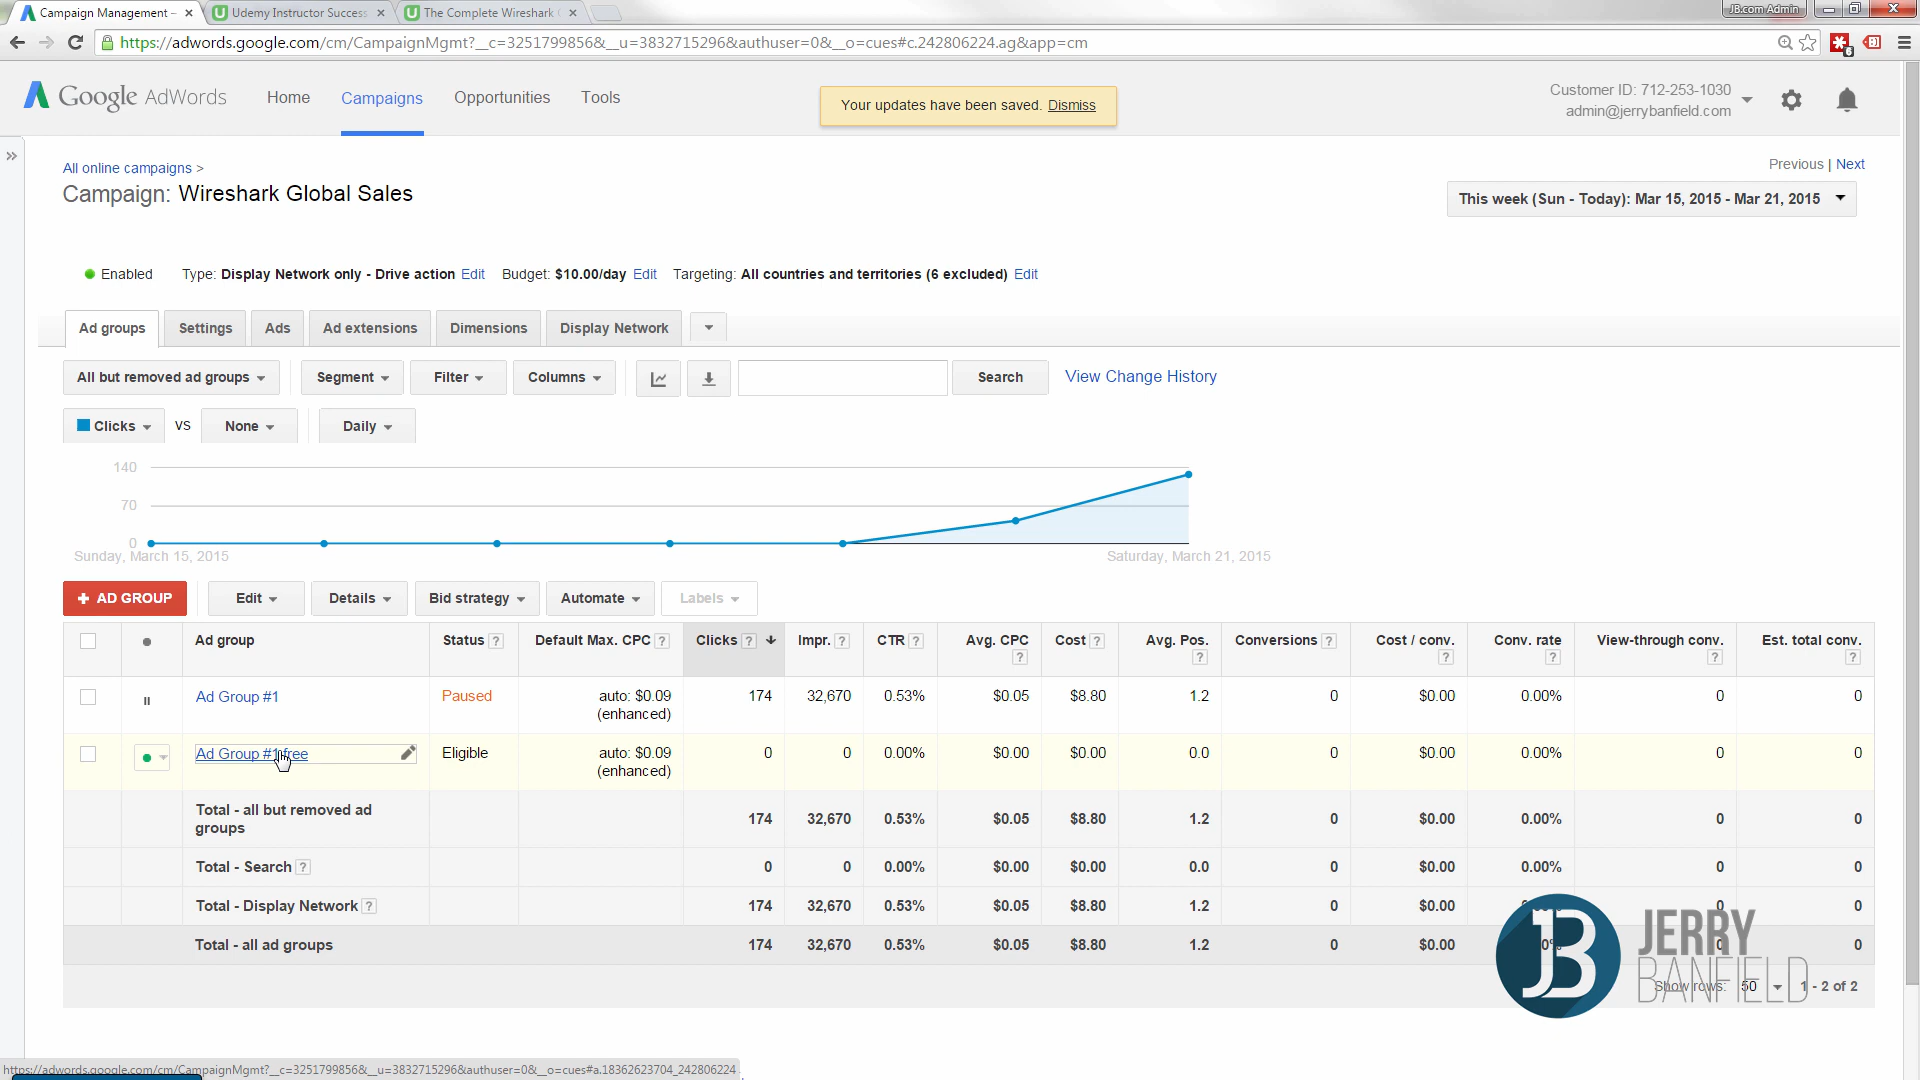 Campaign Management –
Udemy Instructor Success
The Complete Wireshark
JB.com Admin
https://adwords.google.com/cm/CampaignMgmt?__c=3251799856&__u=3832715296&authuser=0&__o=cues#c.242806224.ag&app=cm
6
Google AdWords
Home
Campaigns
Opportunities
Tools
Your updates have been saved. Dismiss
Customer ID: 712-253-1030
admin@jerrybanfield.com
All online campaigns >
Previous | Next
Campaign: Wireshark Global Sales
This week (Sun - Today): Mar 15, 2015 - Mar 21, 2015
Enabled Type: Display Network only - Drive action Edit Budget: $10.00/day Edit Targeting: All countries and territories (6 excluded) Edit
Ad groups Settings Ads Ad extensions Dimensions Display Network
All but removed ad groups Segment Filter Columns Search View Change History
Clicks VS None Daily
140
70
0
Sunday, March 15, 2015 Saturday, March 21, 2015
+ AD GROUP Edit Details Bid strategy Automate Labels
Ad group Status ? Default Max. CPC ? Clicks ? Impr. ? CTR ? Avg. CPC ? Cost ? Avg. Pos. ? Conversions ? Cost / conv. ? Conv. rate ? View-through conv. ? Est. total conv. ?
Ad Group #1 Paused auto: $0.09 (enhanced) 174 32,670 0.53% $0.05 $8.80 1.2 0 $0.00 0.00% 0 0
Ad Group #1 free Eligible auto: $0.09 (enhanced) 0 0 0.00% $0.00 $0.00 0.0 0 $0.00 0.00% 0 0
Total - all but removed ad groups 174 32,670 0.53% $0.05 $8.80 1.2 0 $0.00 0.00% 0 0
Total - Search ? 0 0 0.00% $0.00 $0.00 0.0 0 $0.00 0.00% 0 0
Total - Display Network ? 174 32,670 0.53% $0.05 $8.80 1.2 0 $0.00 0
Total - all ad groups 174 32,670 0.53% $0.05 $8.80 1.2 0 $0.00 0
Show rows: 50 1 - 2 of 2
JB JERRY
BANFIELD
https://adwords.google.com/cm/CampaignMgmt?__c=3251799856&__u=3832715296&authuser=0&__o=cues#a.18362623704_242806224